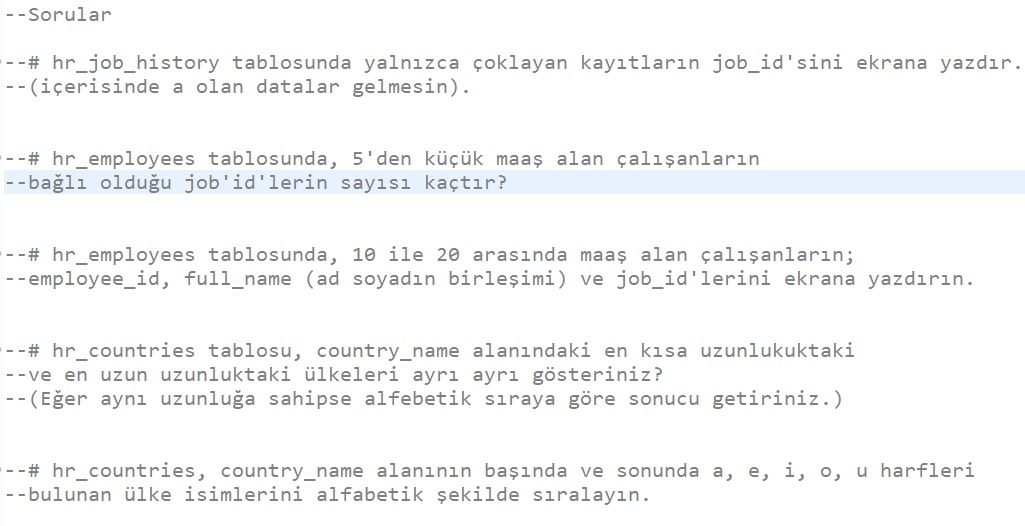 --Sorular
--# hr_job_history tablosunda yalnızca çoklayan kayıtların job_id'sini ekrana yazdır.
--(içerisinde a olan datalar gelmesin).
--# hr_employees tablosunda, 5'den küçük maaş alan çalışanların
--bağlı olduğu job'id'lerin sayısı kaçtır?
--# hr_employees tablosunda, 10 ile 20 arasında maaş alan çalışanların;
--employee_id, full_name (ad soyadın birleşimi) ve job_id'lerini ekrana yazdırın.
--# hr_countries tablosu, country_name alanındaki en kısa uzunlukuktaki
--ve en uzun uzunluktaki ülkeleri ayrı ayrı gösteriniz?
--(Eğer aynı uzunluğa sahipse alfebetik sıraya göre sonucu getiriniz.)
--# hr_countries, country_name alanının başında ve sonunda a, e, i, o, u harfleri
--bulunan ülke isimlerini alfabetik şekilde sıralayın.